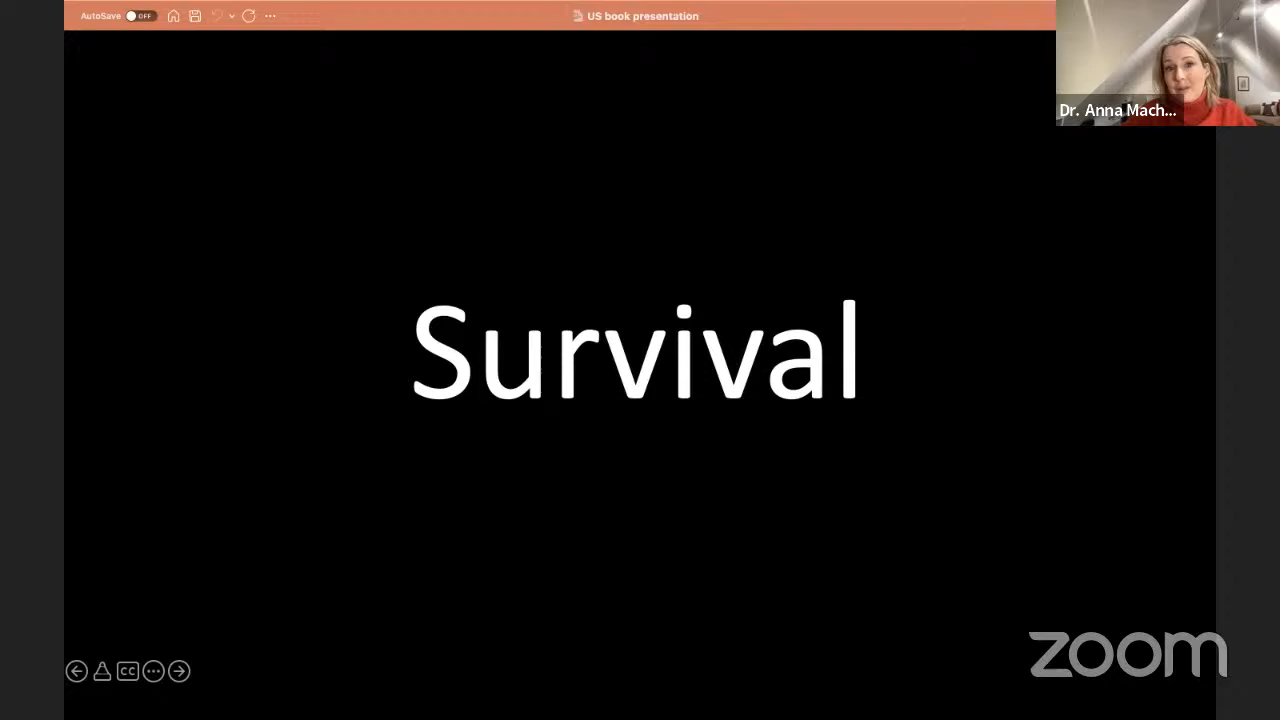 AutoSave OFF
US book presentation
Dr. Anna Mach...
Survival
CC
zoom